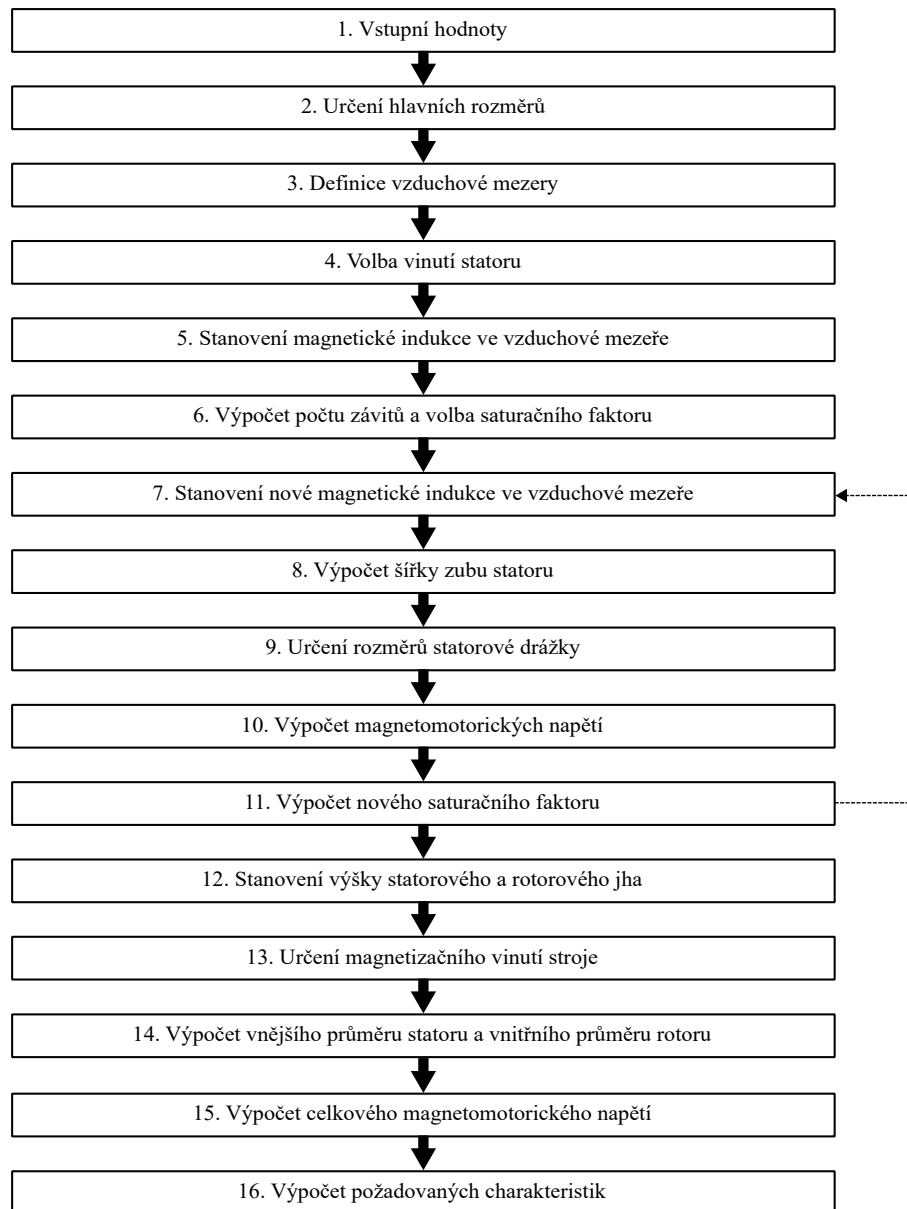 1. Vstupní hodnoty
2. Určení hlavních rozměrů
3. Definice vzduchové mezery
4. Volba vinutí statoru
5. Stanovení magnetické indukce ve vzduchové mezeře
6. Výpočet počtu závitů a volba saturačního faktoru
7. Stanovení nové magnetické indukce ve vzduchové mezeře
8. Výpočet šířky zubu statoru
9. Určení rozměrů statorové drážky
10. Výpočet magnetomotorických napětí
11. Výpočet nového saturačního faktoru
12. Stanovení výšky statorového a rotorového jha
13. Určení magnetizačního vinutí stroje
14. Výpočet vnějšího průměru statoru a vnitřního průměru rotoru
15. Výpočet celkového magnetomotorického napětí
16. Výpočet požadovaných charakteristik